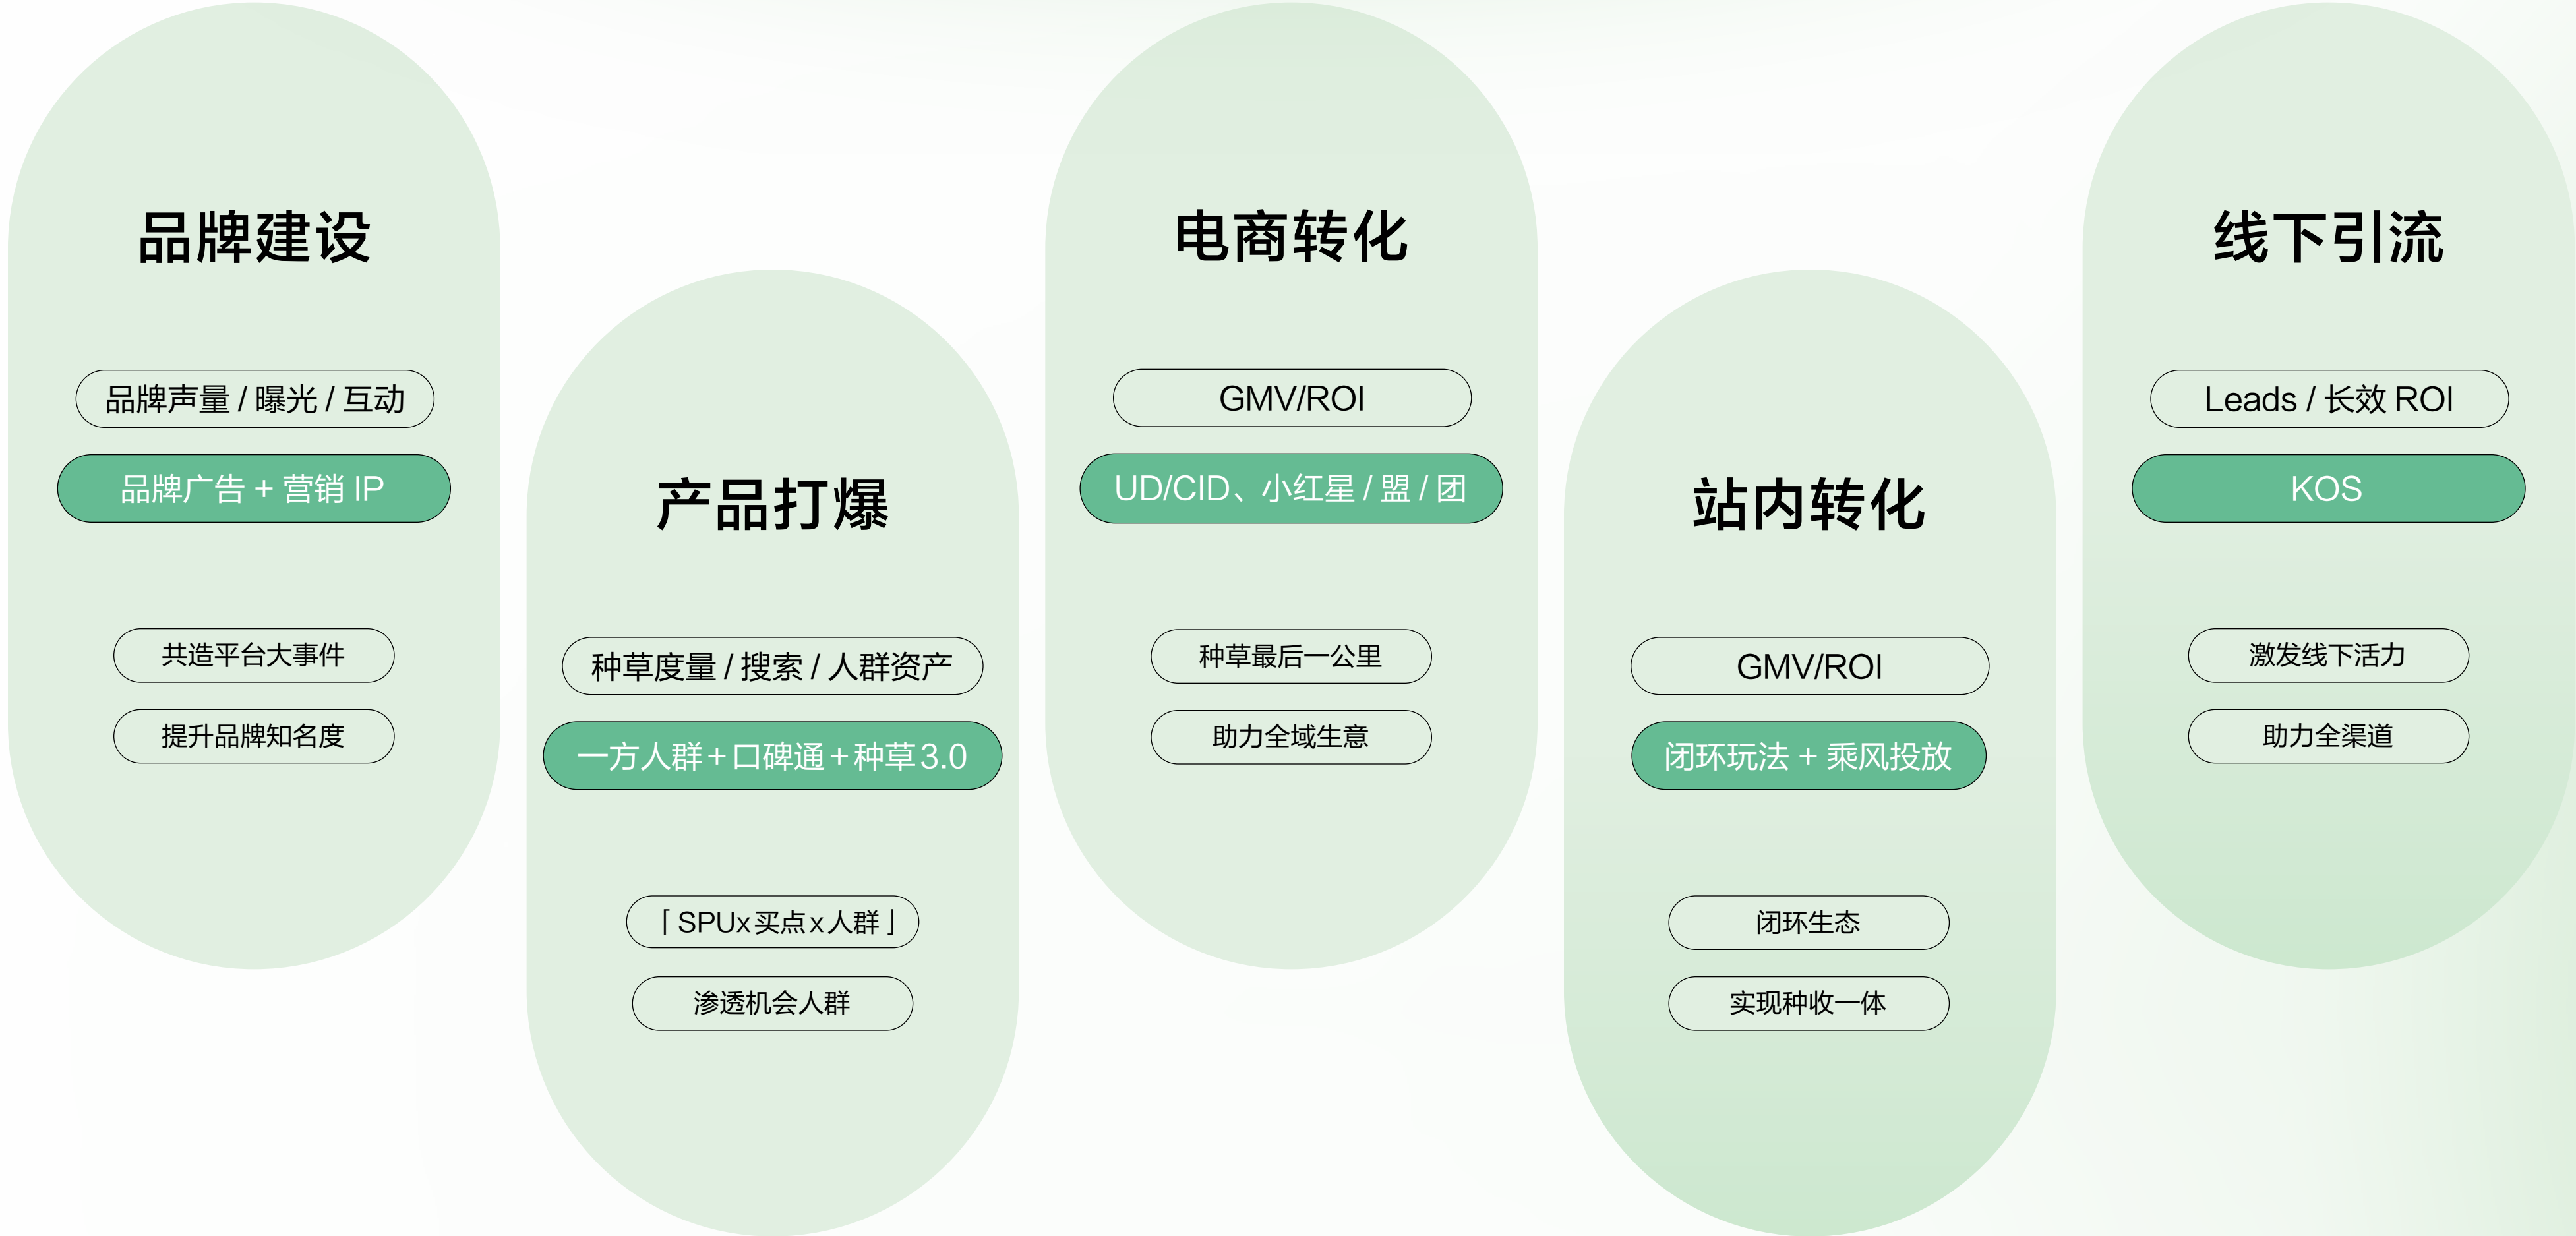 品牌建设
品牌声量 / 曝光 / 互动
品牌广告 + 营销 IP
共造平台大事件
提升品牌知名度
产品打爆
种草度量 / 搜索 / 人群资产
一方人群+口碑通+种草3.0
「SPUx买点x人群」
渗透机会人群
电商转化
GMV/ROI
UD/CID、小红星 / 盟 / 团
种草最后一公里
助力全域生意
站内转化
GMV/ROI
闭环玩法 + 乘风投放
闭环生态
实现种收一体
线下引流
Leads / 长效 ROI
KOS
激发线下活力
助力全渠道